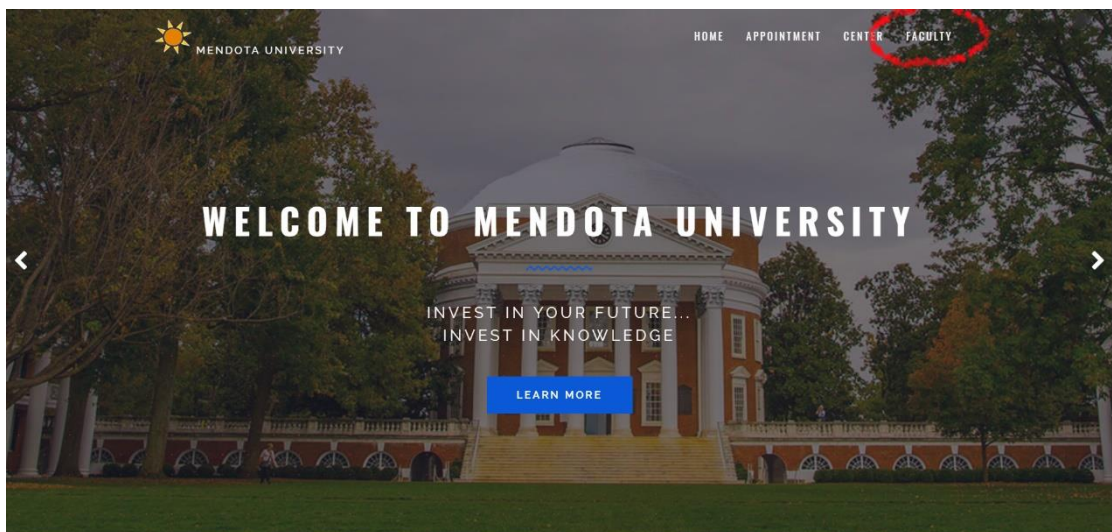 MENDOTA UNIVERSITY
HOME APPOINTMENT CENTER FACULTY
WELCOME TO MENDOTA UNIVERSITY
INVEST IN YOUR FUTURE...
INVEST IN KNOWLEDGE
LEARN MORE